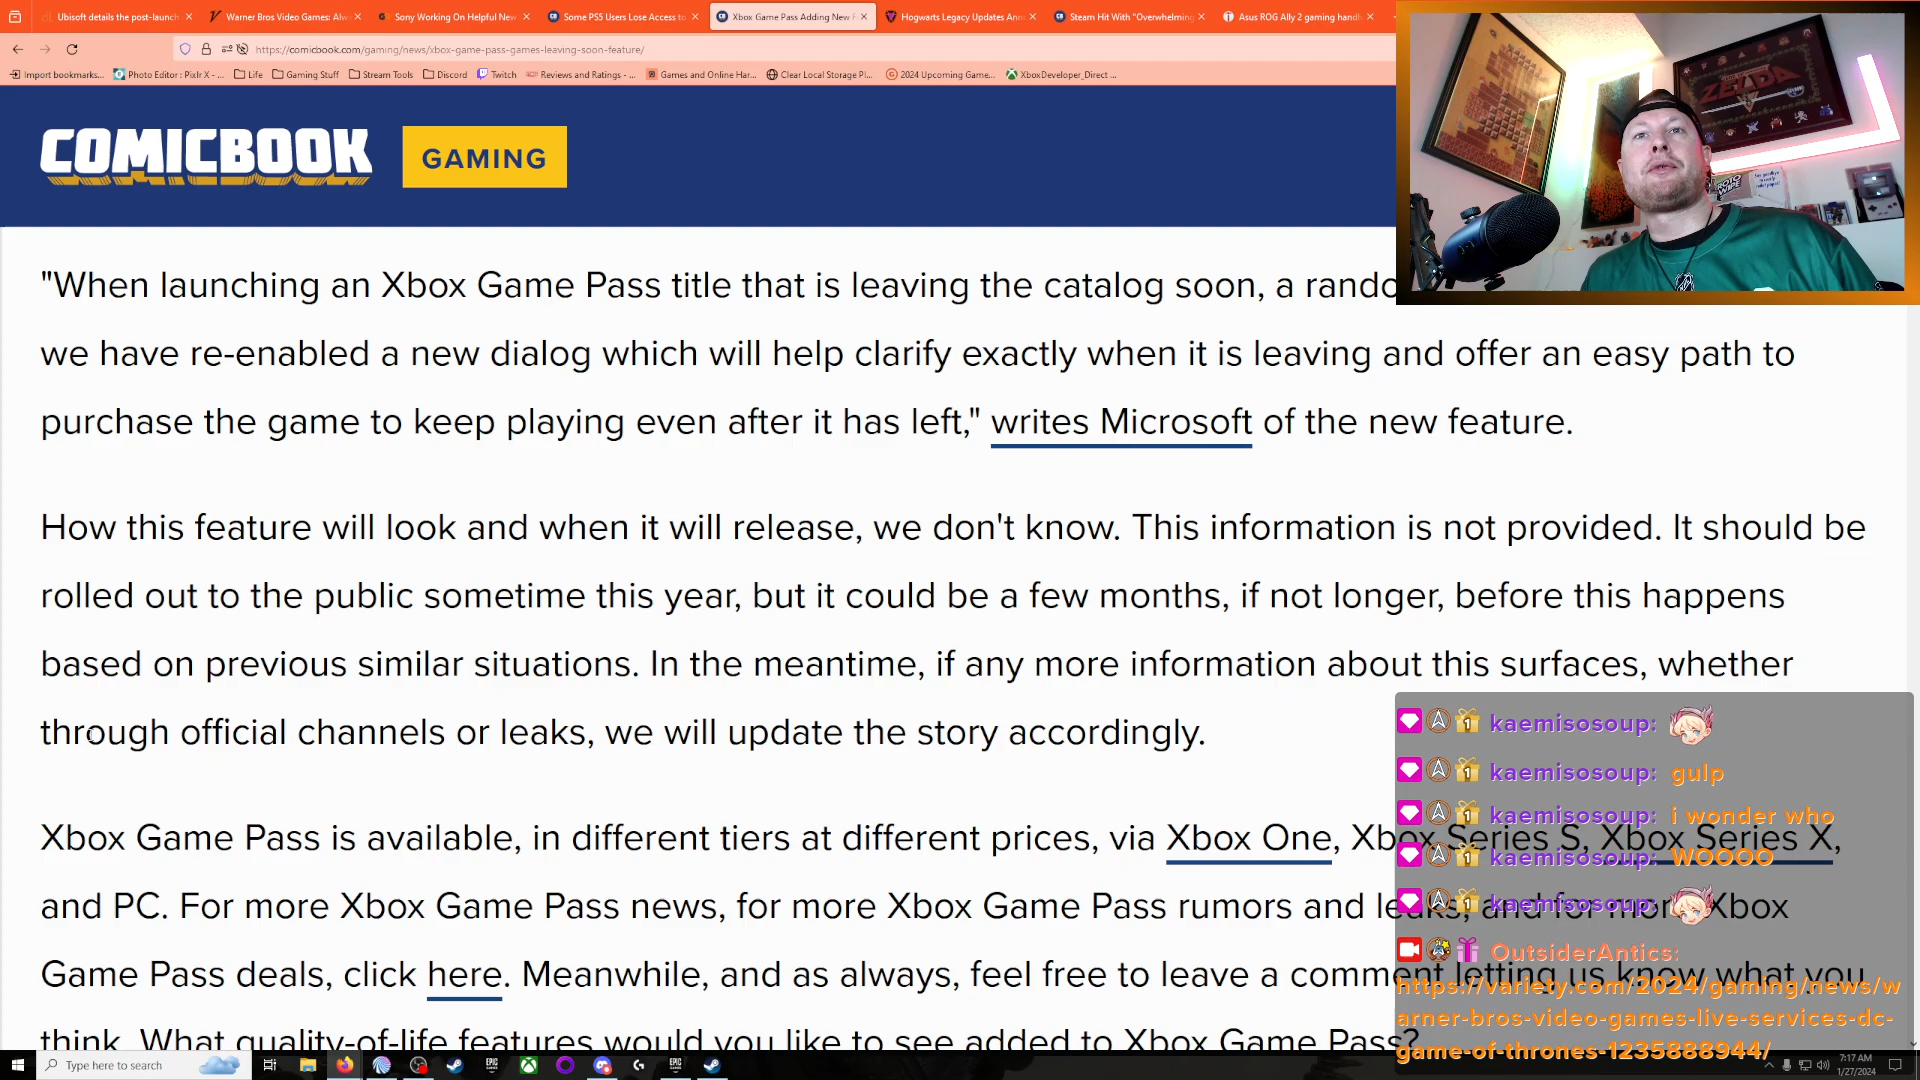 Ubisoft details the post-launch
Warner Bros Video Games: Alw
Sony Working On Helpful New
Some PS5 Users Lose Access to
Xbox Game Pass Adding New F
Hogwarts Legacy Updates Ann
Steam Hit With "Overwhelming
Asus ROG Ally 2 gaming handh
https://comicbook.com/gaming/news/xbox-game-pass-games-leaving-soon-feature/
Import bookmarks...
Photo Editor : Pixlr X - ...
Life
Gaming Stuff
Stream Tools
Discord
Twitch
Reviews and Ratings - ...
Games and Online Har...
Clear Local Storage Pl...
2024 Upcoming Game...
XboxDeveloper_Direct ...
ZELDA
COMICBOOK
GAMING
"When launching an Xbox Game Pass title that is leaving the catalog soon, a rando
we have re-enabled a new dialog which will help clarify exactly when it is leaving and offer an easy path to
purchase the game to keep playing even after it has left," writes Microsoft of the new feature.
How this feature will look and when it will release, we don't know. This information is not provided. It should be
rolled out to the public sometime this year, but it could be a few months, if not longer, before this happens
based on previous similar situations. In the meantime, if any more information about this surfaces, whether
through official channels or leaks, we will update the story accordingly.
Xbox Game Pass is available, in different tiers at different prices, via Xbox One, Xbox Series S, Xbox Series X,
and PC. For more Xbox Game Pass news, for more Xbox Game Pass rumors and leaks, and for more Xbox
Game Pass deals, click here. Meanwhile, and as always, feel free to leave a comment letting us know what you
think. What quality-of-life features would you like to see added to Xbox Game Pass?
kaemisosoup:
kaemisosoup: gulp
kaemisosoup: i wonder who
kaemisosoup: WOOOO
kaemisosoup:
OutsiderAntics:
https://variety.com/2024/gaming/news/w
arner-bros-video-games-live-services-dc-
game-of-thrones-1235888944/
Type here to search
7:17 AM
1/27/2024